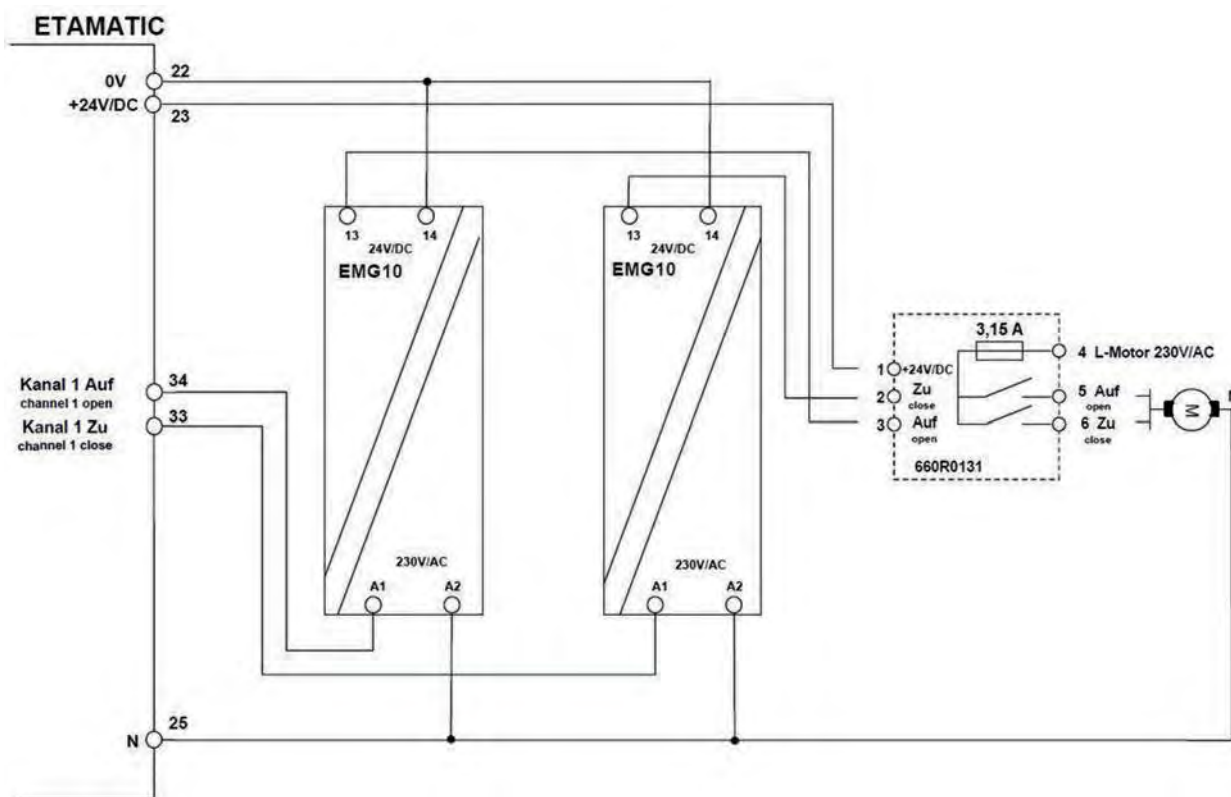 ETAMATIC
0V
22
+24V/DC
23
13
14
24V/DC
EMG10
13
14
24V/DC
EMG10
3,15 A
4 L-Motor 230V/AC
1 +24V/DC
2 Zu
close
3 Auf
open
5 Auf
open
6 Zu
close
M
660R0131
Kanal 1 Auf
channel 1 open
34
Kanal 1 Zu
channel 1 close
33
230V/AC
A1
A2
230V/AC
A1
A2
N
25